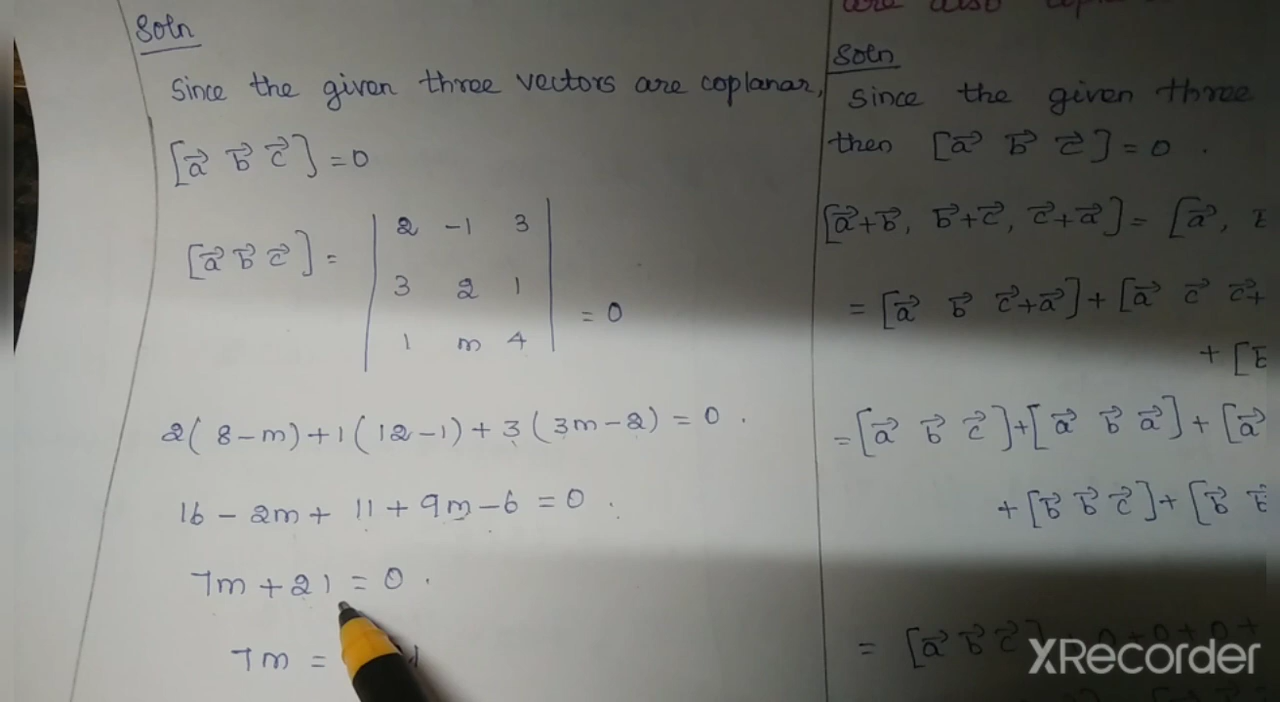 Soln
Since the given three vectors are coplanar,
[a⃗ b⃗ c⃗] = 0
[a⃗ b⃗ c⃗] =
2 -1 3
3 2 1
1 m 4
= 0
2(8-m)+1(12-1)+3(3m-2) = 0.
16-2m+11+9m-6 = 0.
7m+21 = 0.
7m =
Soln
Since the given three
then [a⃗ b⃗ c⃗] = 0.
[a⃗+b⃗, b⃗+c⃗, c⃗+a⃗] = [a⃗,
= [a⃗ b⃗ c⃗+a⃗]+[a⃗ c⃗ c⃗+
+[
= [a⃗ b⃗ c⃗]+[a⃗ b⃗ a⃗]+[a⃗
+[b⃗ b⃗ c⃗]+[b⃗
= [a⃗ b⃗ c⃗]
XRecorder